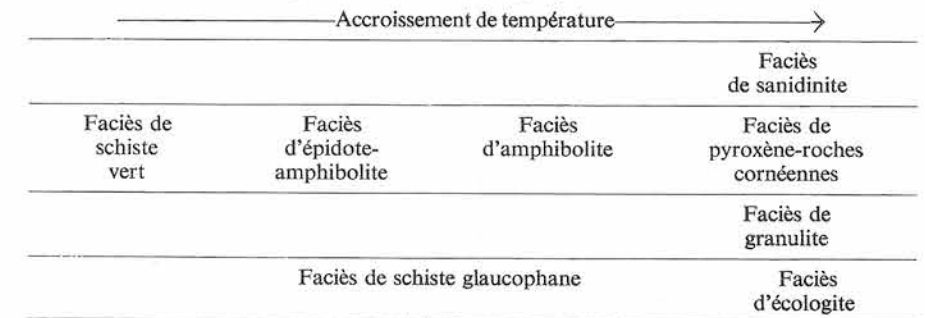 Accroissement de température
Faciès
de sanidinite
Faciès de
schiste
vert
Faciès
d'épidote-
amphibolite
Faciès
d'amphibolite
Faciès de
pyroxène-roches
cornéennes
Faciès de
granulite
Faciès de schiste glaucophane
Faciès
d'écologite